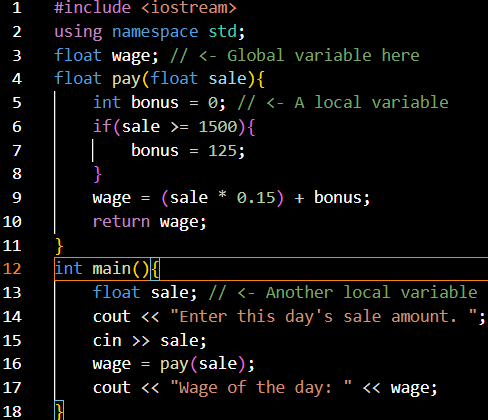 1 #include <iostream>
2 using namespace std;
3 float wage; // <- Global variable here
4 float pay(float sale){
5     int bonus = 0; // <- A local variable
6     if(sale >= 1500){
7         bonus = 125;
8     }
9     wage = (sale * 0.15) + bonus;
10     return wage;
11 }
12 int main(){
13     float sale; // <- Another local variable
14     cout << "Enter this day's sale amount. ";
15     cin >> sale;
16     wage = pay(sale);
17     cout << "Wage of the day: " << wage;
18 }